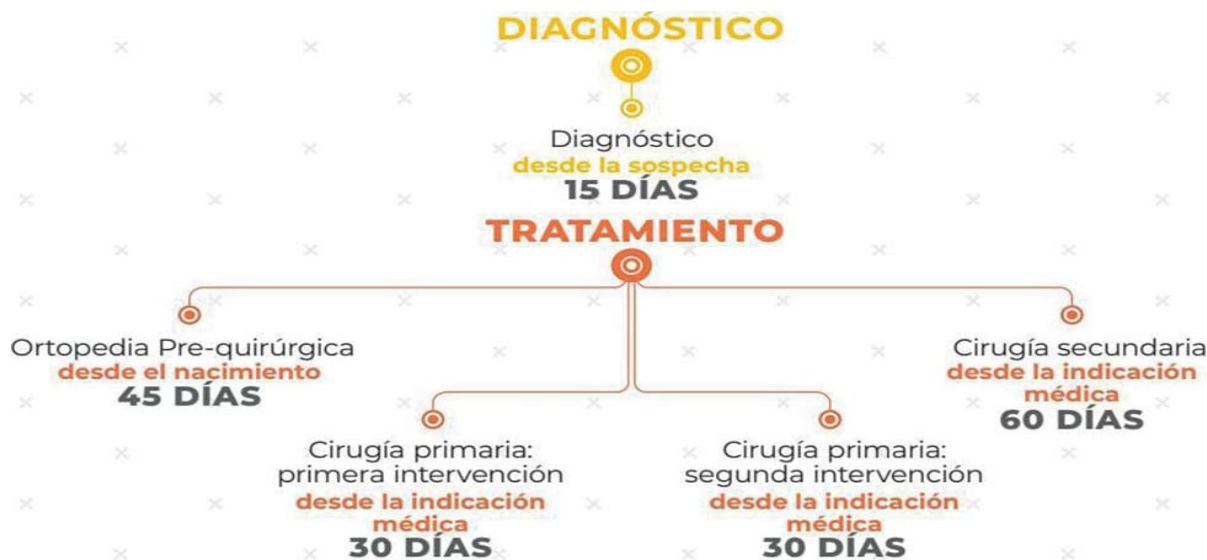 DIAGNÓSTICO
Diagnóstico
desde la sospecha
15 DÍAS
TRATAMIENTO
Ortopedia Pre-quirúrgica
desde el nacimiento
45 DÍAS
Cirugía primaria:
primera intervención
desde la indicación
médica
30 DÍAS
Cirugía primaria:
segunda intervención
desde la indicación
médica
30 DÍAS
Cirugía secundaria
desde la indicación
médica
60 DÍAS